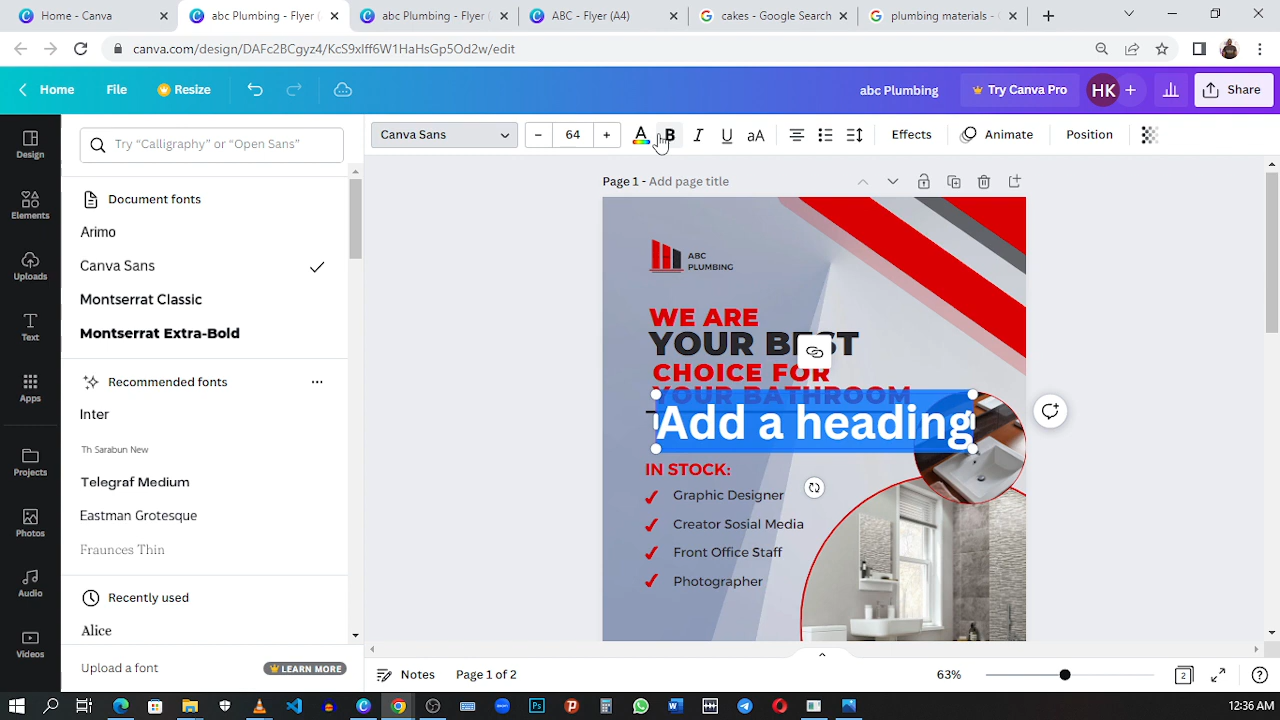 Home - Canva
abc Plumbing - Flyer (
abc Plumbing - Flyer (
ABC - Flyer (A4)
cakes - Google Search
plumbing materials -
canva.com/design/DAFc2BCgyz4/KcS9xIff6W1HaHsGp5Od2w/edit
Home
File
Resize
abc Plumbing
Try Canva Pro
HK
Share
Canva Sans
64
A
B
I
U
aA
Effects
Animate
Position
Design
Elements
Uploads
Text
Apps
Projects
Photos
Audio
Videos
Try "Calligraphy" or "Open Sans"
Document fonts
Arimo
Canva Sans
Montserrat Classic
Montserrat Extra-Bold
Recommended fonts
Inter
Th Sarabun New
Telegraf Medium
Eastman Grotesque
Fraunces Thin
Recently used
Alice
Upload a font
LEARN MORE
Page 1 - Add page title
ABC
PLUMBING
WE ARE
YOUR BEST
CHOICE FOR
YOUR BATHROOM
Add a heading
IN STOCK:
Graphic Designer
Creator Sosial Media
Front Office Staff
Photographer
Notes
Page 1 of 2
63%
2
12:36 AM